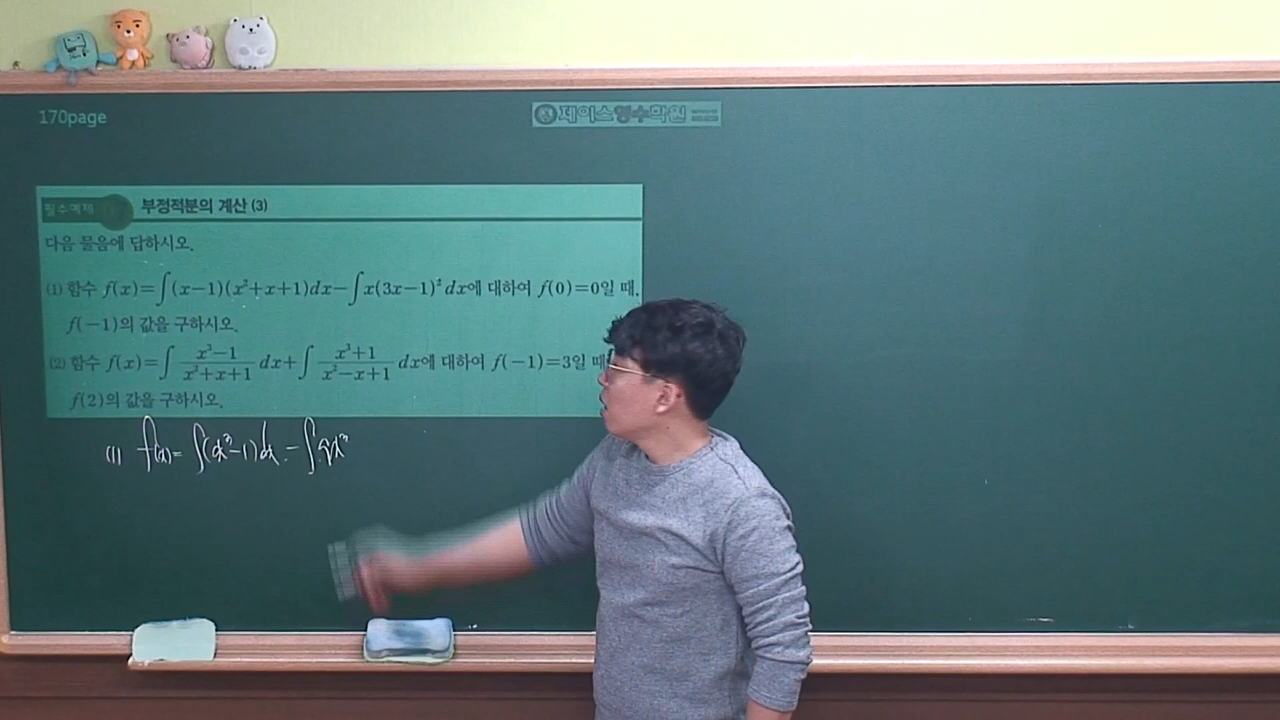 170page
제이스영수학원
필수예제
부정적분의 계산 (3)
다음 물음에 답하시오.
(1) 함수 f(x)=∫(x−1)(x²+x+1)dx−∫x(3x−1)²dx에 대하여 f(0)=0일 때,
f(−1)의 값을 구하시오.
(2) 함수 f(x)=∫ (x³−1)/(x²+x+1) dx+∫ (x³+1)/(x²−x+1) dx에 대하여 f(−1)=3일 때
f(2)의 값을 구하시오.
(1) f(x)= ∫(x³−1)dx − ∫9x³